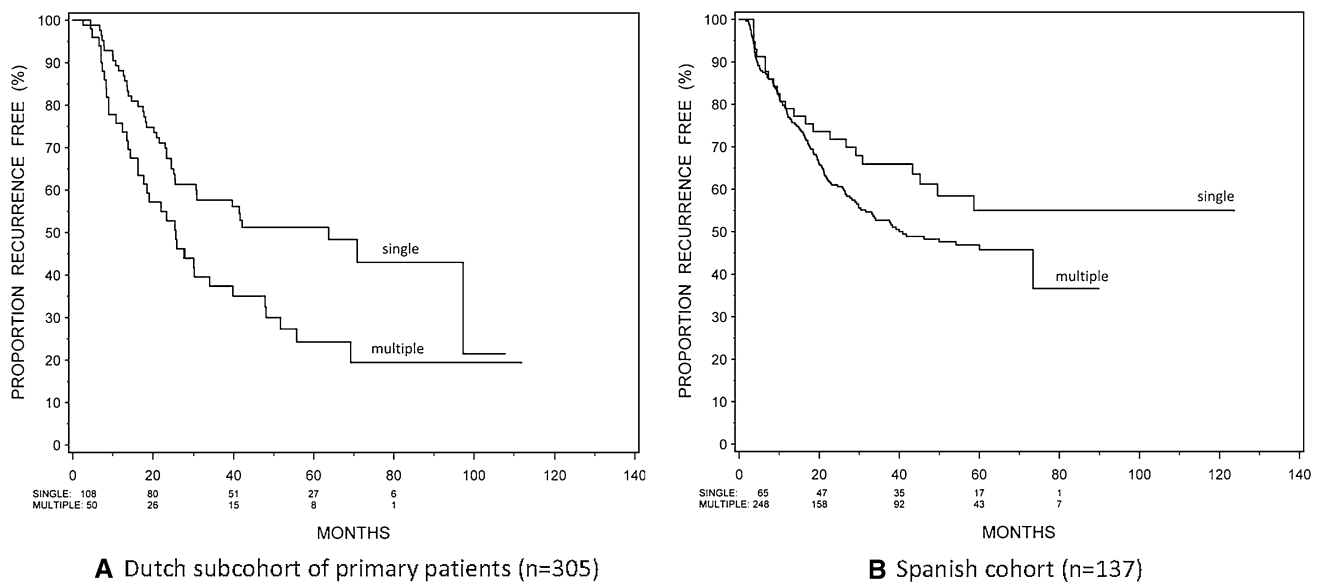 PROPORTION RECURRENCE FREE (%)
100
90
80
70
60
50
40
30
20
10
0
single
multiple
0 20 40 60 80 100 120 140
SINGLE: 108 80 51 27 6
MULTIPLE: 50 26 15 8 1
MONTHS
A Dutch subcohort of primary patients (n=305)
PROPORTION RECURRENCE FREE (%)
100
90
80
70
60
50
40
30
20
10
0
single
multiple
0 20 40 60 80 100 120 140
SINGLE: 65 47 35 17 1
MULTIPLE: 248 158 92 43 7
MONTHS
B Spanish cohort (n=137)